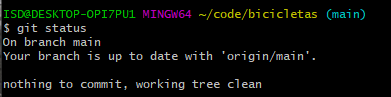 ISD@DESKTOP-OPI7PU1 MINGW64 ~/code/bicicletas (main)
$ git status
On branch main
Your branch is up to date with 'origin/main'.
nothing to commit, working tree clean